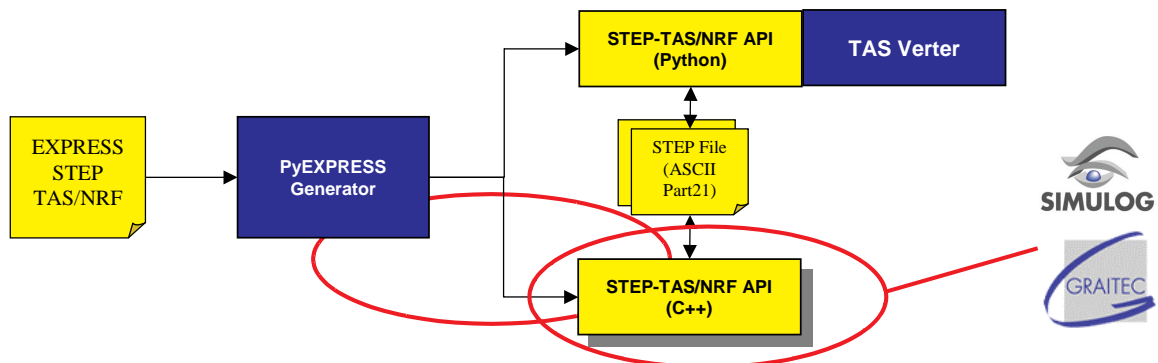 STEP-TAS/NRF API
(Python)
TAS Verter
EXPRESS
STEP
TAS/NRF
PyEXPRESS
Generator
STEP File
(ASCII
Part21)
STEP-TAS/NRF API
(C++)
SIMULOG
GRAITEC